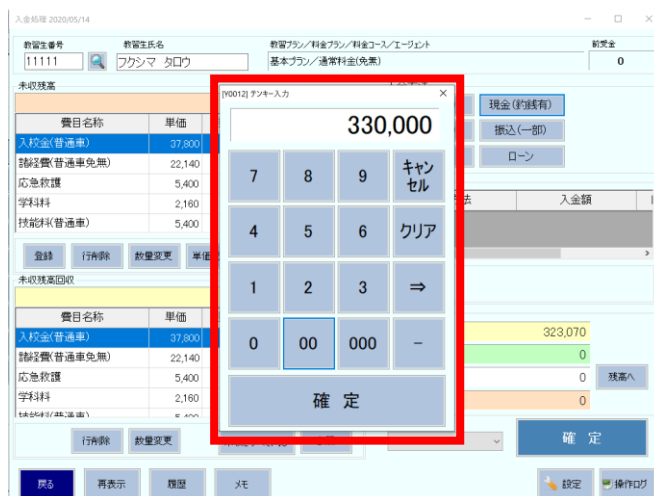 入金処理 2020/05/14
教習生番号 教習生氏名 教習プラン/料金プラン/料金コース/エージェント 前受金
11111 フクシマ タロウ 基本プラン/通常料金(免無) 0
未収残高
[Y0012] テンキー入力
330,000
現金(釣銭有)
振込(一部)
ローン
費目名称 単価
入校金(普通車) 37,800
諸経費(普通車免無) 22,140
応急救護 5,400
学科料 2,160
技能料(普通車) 5,400
7 8 9 キャンセル
4 5 6 クリア
1 2 3 ⇒
0 00 000 −
確 定
入金額
登録 行削除 数量変更
未収残高回収
費目名称 単価
入校金(普通車) 37,800
諸経費(普通車免無) 22,140
応急救護 5,400
学科料 2,160
323,070
0
0 残高へ
0
行削除 数量変更
確 定
戻る 再表示 履歴 メモ 設定 操作ログ